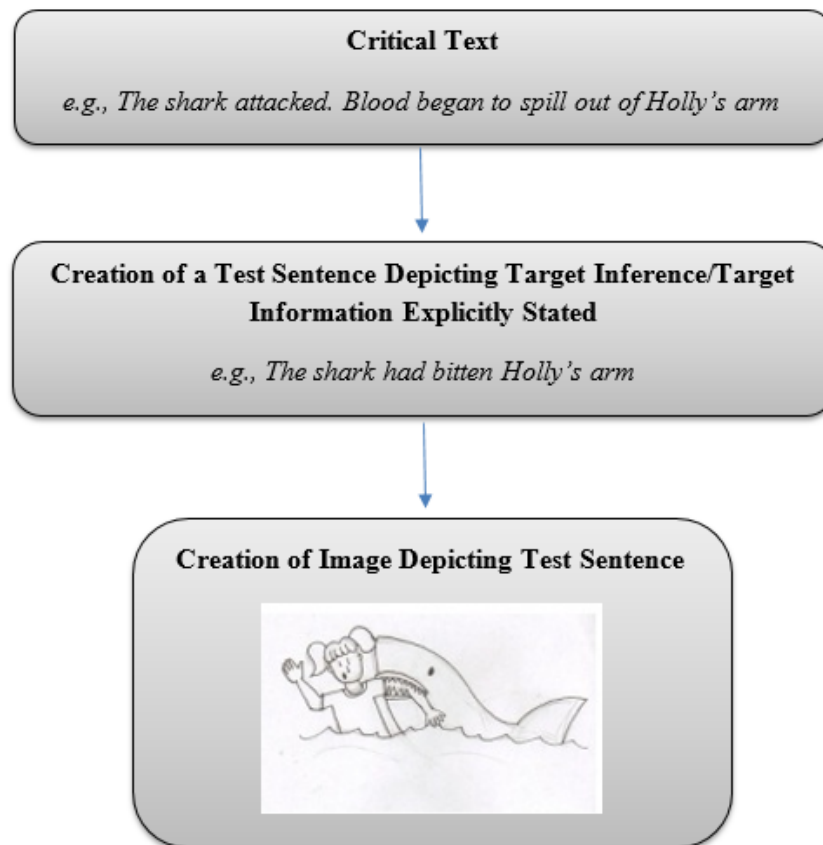 Critical Text
e.g., The shark attacked. Blood began to spill out of Holly's arm
Creation of a Test Sentence Depicting Target Inference/Target
Information Explicitly Stated
e.g., The shark had bitten Holly's arm
Creation of Image Depicting Test Sentence